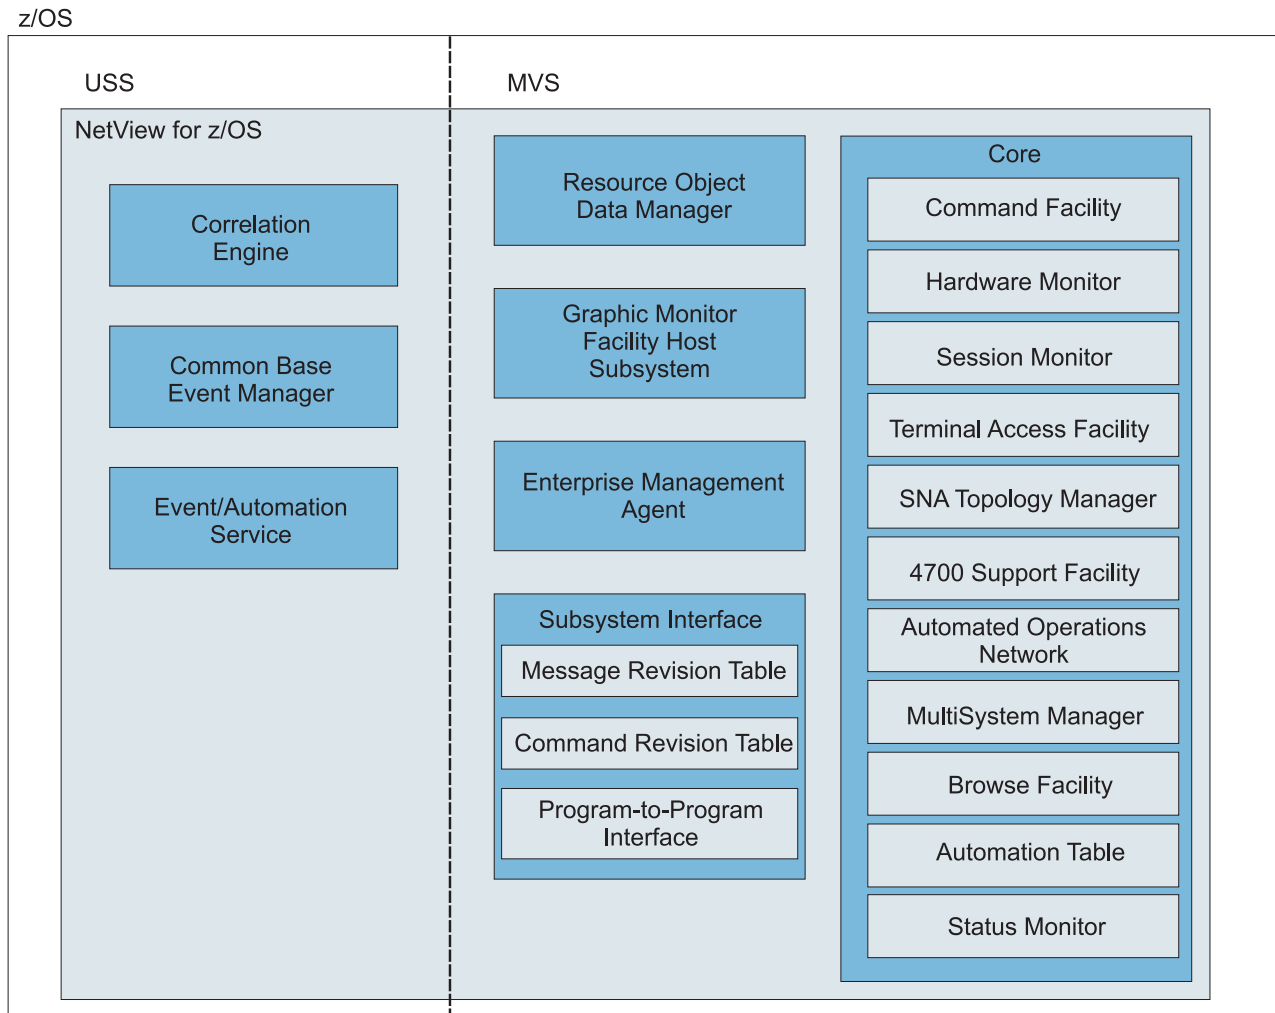 z/OS
USS
MVS
NetView for z/OS
Correlation
Engine
Common Base
Event Manager
Event/Automation
Service
Resource Object
Data Manager
Graphic Monitor
Facility Host
Subsystem
Enterprise Management
Agent
Subsystem Interface
Message Revision Table
Command Revision Table
Program-to-Program
Interface
Core
Command Facility
Hardware Monitor
Session Monitor
Terminal Access Facility
SNA Topology Manager
4700 Support Facility
Automated Operations
Network
MultiSystem Manager
Browse Facility
Automation Table
Status Monitor